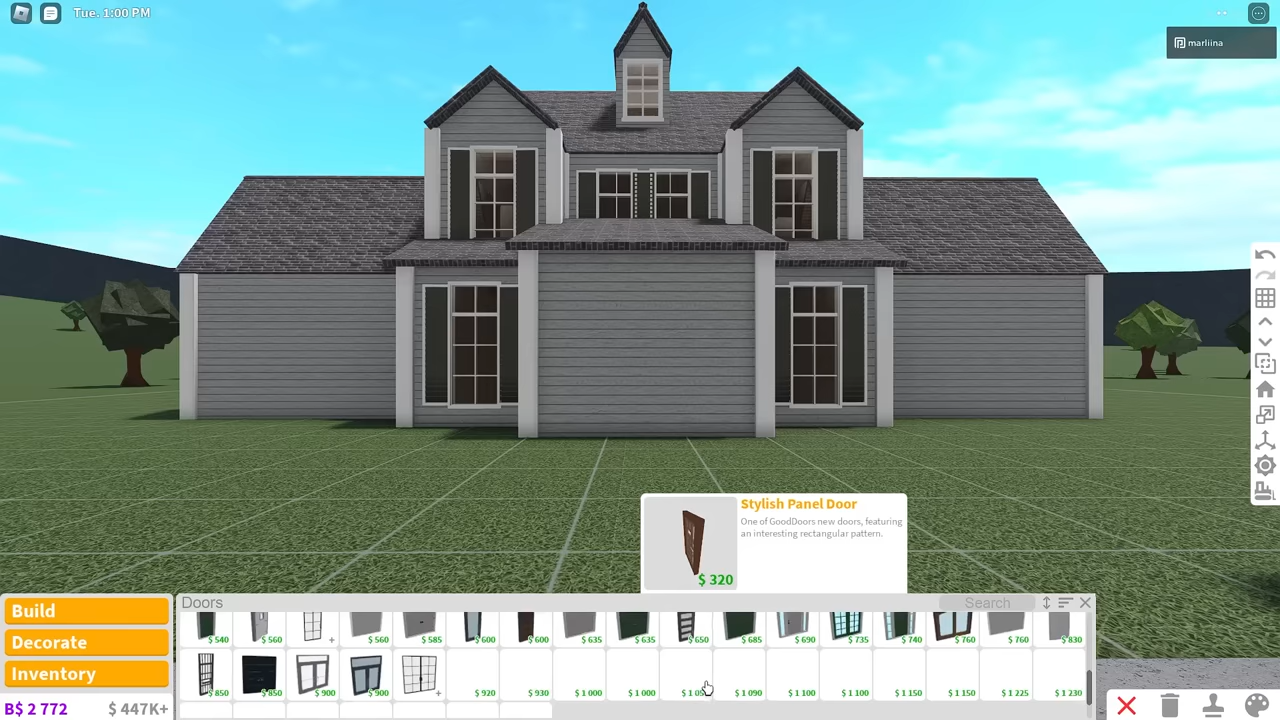 Tue. 1:00 PM
marliina
Stylish Panel Door
One of GoodDoors new doors, featuring
an interesting rectangular pattern.
$ 320
Doors
Search
Build
Decorate
Inventory
B$ 2 772
$ 447K+
$ 540 $ 560 + $ 560 $ 585 $ 600 $ 600 $ 635 $ 635 $ 650 $ 685 $ 690 $ 735 $ 740 $ 760 $ 760 $ 830
$ 850 $ 850 $ 900 $ 900 + $ 920 $ 930 $ 1 000 $ 1 000 $ 1 090 $ 1 100 $ 1 100 $ 1 150 $ 1 150 $ 1 225 $ 1 230